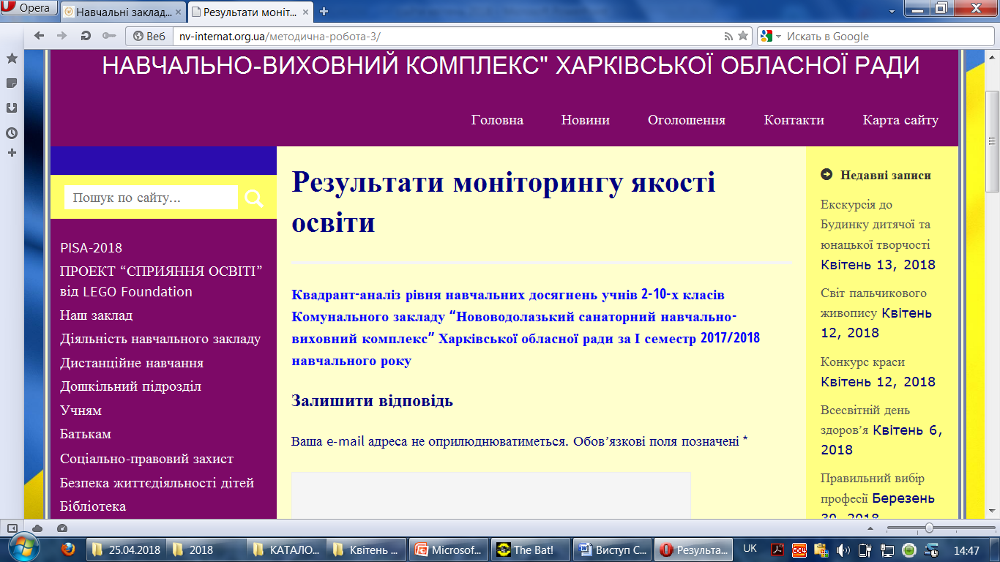 Opera
Навчальні заклад...
Результати моніт...
Веб
nv-internat.org.ua/методична-робота-3/
Искать в Google
НАВЧАЛЬНО-ВИХОВНИЙ КОМПЛЕКС" ХАРКІВСЬКОЇ ОБЛАСНОЇ РАДИ
Головна
Новини
Оголошення
Контакти
Карта сайту
Пошук по сайту...
PISA-2018
ПРОЕКТ “СПРИЯННЯ ОСВІТІ”
від LEGO Foundation
Наш заклад
Діяльність навчального закладу
Дистанційне навчання
Дошкільний підрозділ
Учням
Батькам
Соціально-правовий захист
Безпека життєдіяльності дітей
Бібліотека
Результати моніторингу якості
освіти
Квадрант-аналіз рівня навчальних досягнень учнів 2-10-х класів
Комунального закладу “Нововодолазький санаторний навчально-
виховний комплекс” Харківської обласної ради за І семестр 2017/2018
навчального року
Залишити відповідь
Ваша e-mail адреса не оприлюднюватиметься. Обов’язкові поля позначені *
Недавні записи
Екскурсія до
Будинку дитячої та
юнацької творчості
Квітень 13, 2018
Світ пальчикового
живопису Квітень
12, 2018
Конкурс краси
Квітень 12, 2018
Всесвітній день
здоров’я Квітень 6,
2018
Правильний вибір
професії Березень
30, 2018
25.04.2018
2018
КАТАЛО...
Квітень ...
Microsof...
The Bat!
Виступ С...
Результа...
UK
14:47